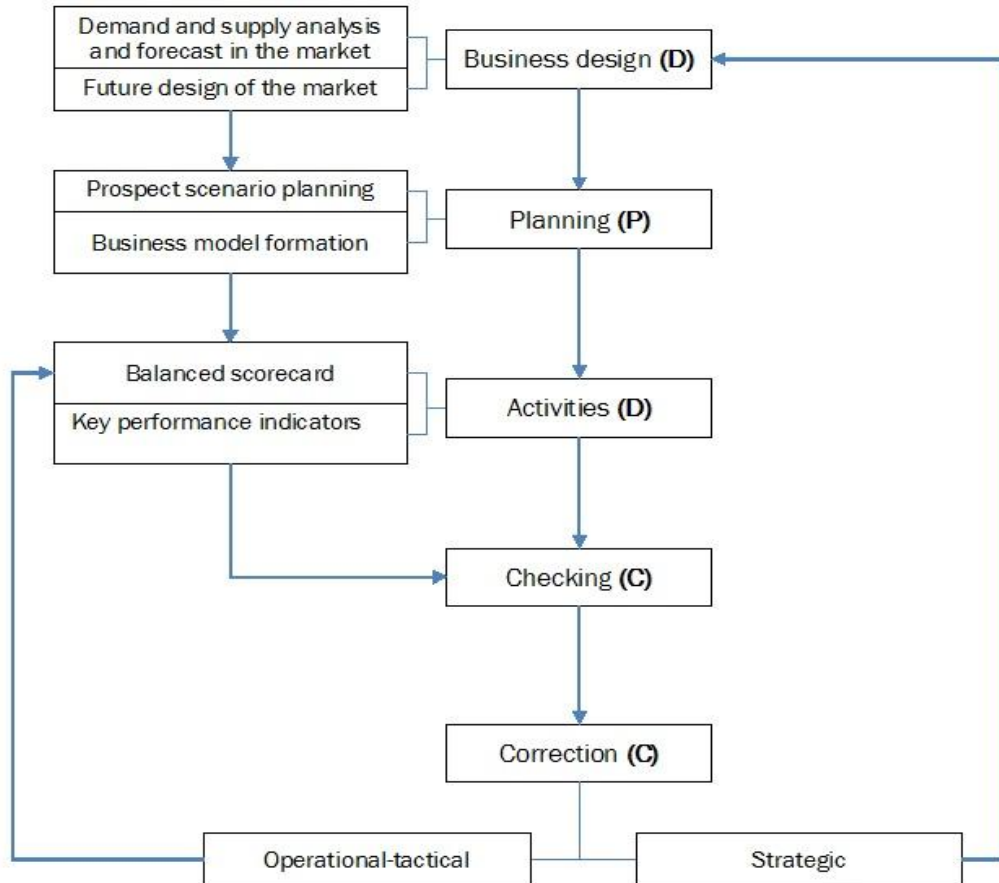 Demand and supply analysis
and forecast in the market
Future design of the market
Business design (D)
Prospect scenario planning
Business model formation
Planning (P)
Balanced scorecard
Key performance indicators
Activities (D)
Checking (C)
Correction (C)
Operational-tactical
Strategic